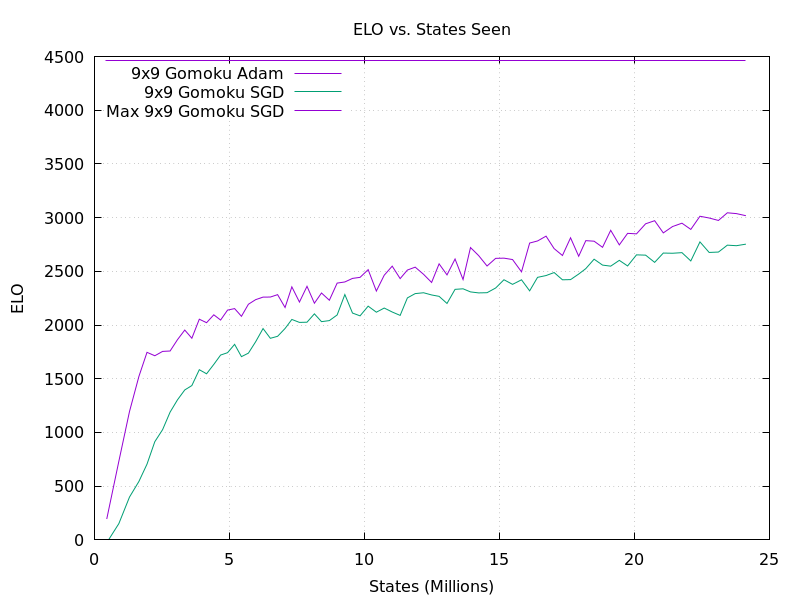 ELO vs. States Seen
4500
4000
3500
3000
2500
2000
1500
1000
500
0
ELO
9x9 Gomoku Adam
9x9 Gomoku SGD
Max 9x9 Gomoku SGD
0 5 10 15 20 25
States (Millions)